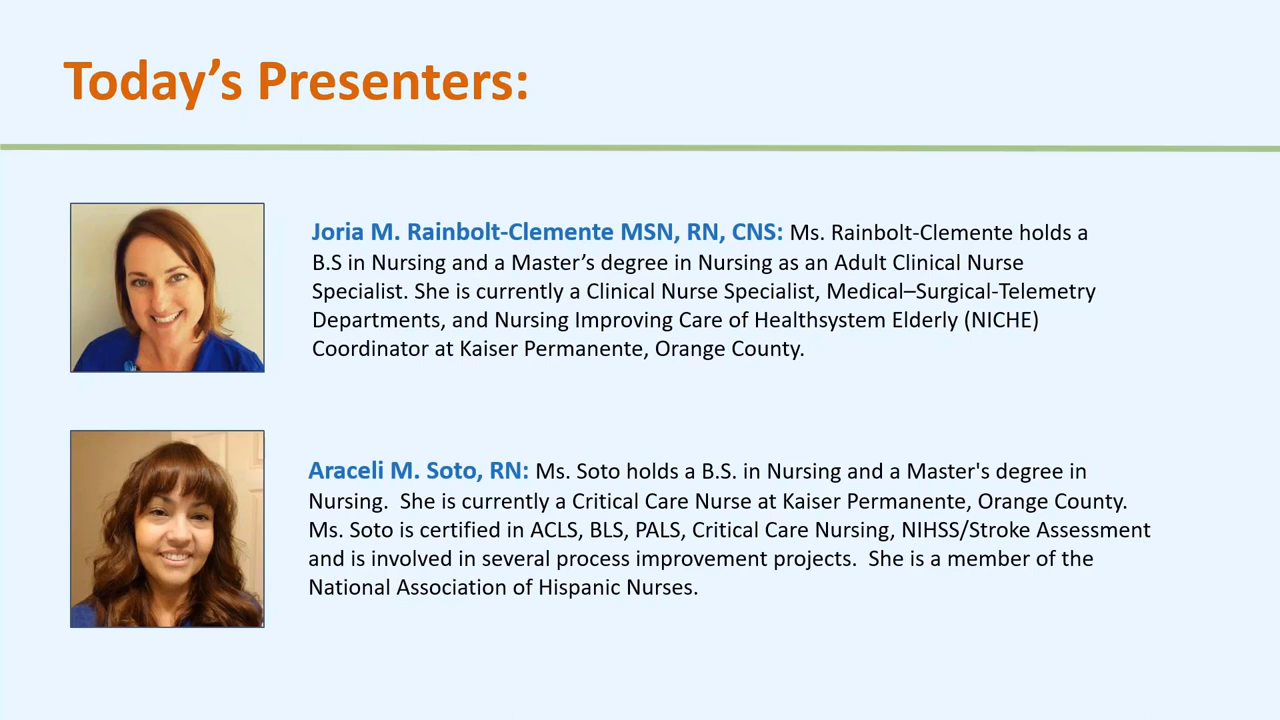 Today’s Presenters:
Joria M. Rainbolt-Clemente MSN, RN, CNS: Ms. Rainbolt-Clemente holds a
B.S in Nursing and a Master’s degree in Nursing as an Adult Clinical Nurse
Specialist. She is currently a Clinical Nurse Specialist, Medical–Surgical-Telemetry
Departments, and Nursing Improving Care of Healthsystem Elderly (NICHE)
Coordinator at Kaiser Permanente, Orange County.
Araceli M. Soto, RN: Ms. Soto holds a B.S. in Nursing and a Master's degree in
Nursing.  She is currently a Critical Care Nurse at Kaiser Permanente, Orange County.
Ms. Soto is certified in ACLS, BLS, PALS, Critical Care Nursing, NIHSS/Stroke Assessment
and is involved in several process improvement projects.  She is a member of the
National Association of Hispanic Nurses.